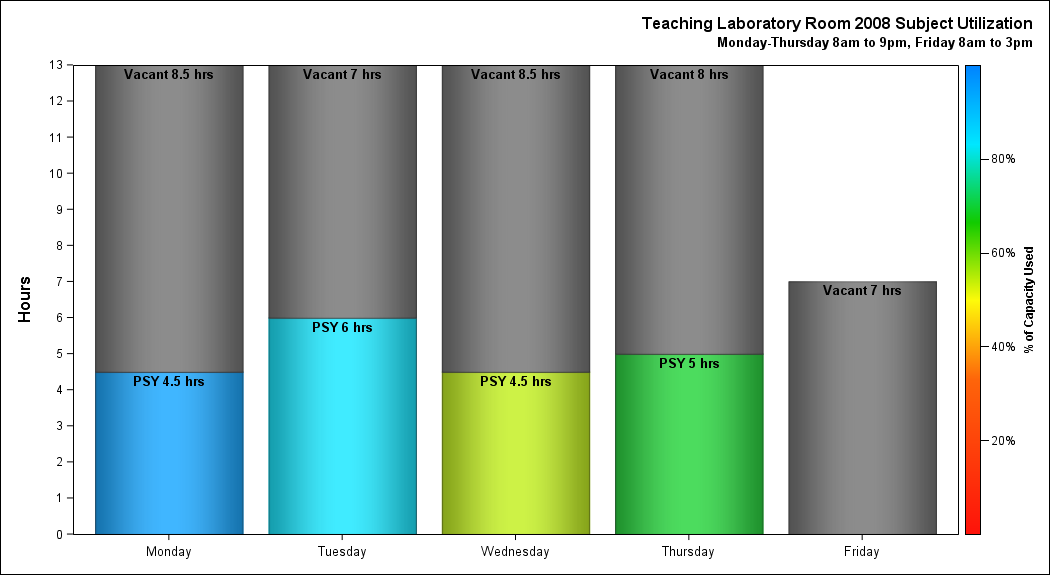 Teaching Laboratory Room 2008 Subject Utilization
Monday-Thursday 8am to 9pm, Friday 8am to 3pm
Hours
13
12
11
10
9
8
7
6
5
4
3
2
1
0
Vacant 8.5 hrs
PSY 4.5 hrs
Vacant 7 hrs
PSY 6 hrs
Vacant 8.5 hrs
PSY 4.5 hrs
Vacant 8 hrs
PSY 5 hrs
Vacant 7 hrs
Monday
Tuesday
Wednesday
Thursday
Friday
80%
60%
40%
20%
% of Capacity Used